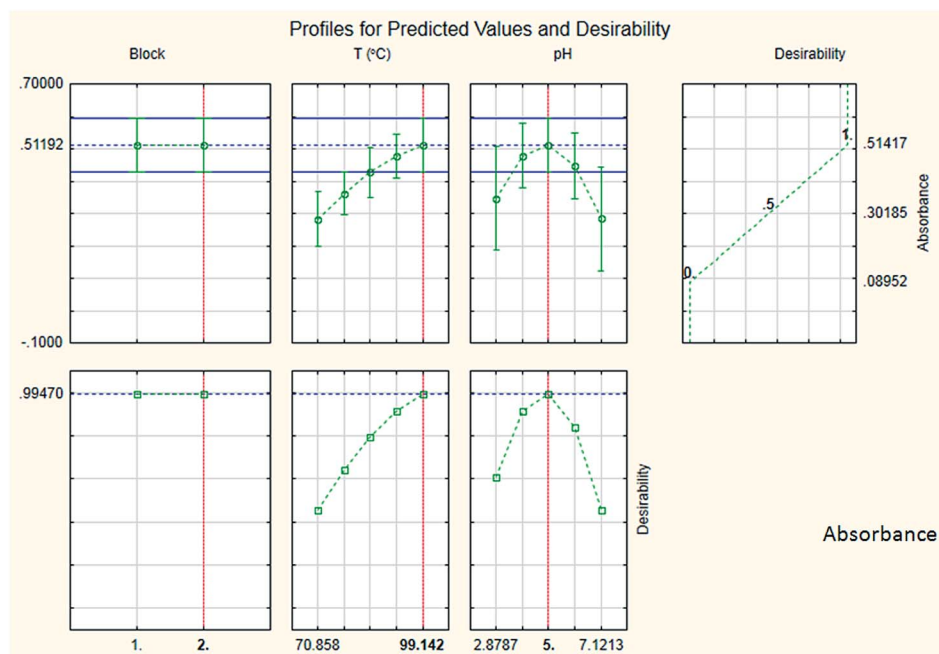 Profiles for Predicted Values and Desirability
Block T (°C) pH Desirability
.70000
.51192
-.1000
1.
.5
0.
.51417
.30185
.08952
Absorbance
.99470
Desirability
Absorbance
1. 2. 70.858 99.142 2.8787 5. 7.1213